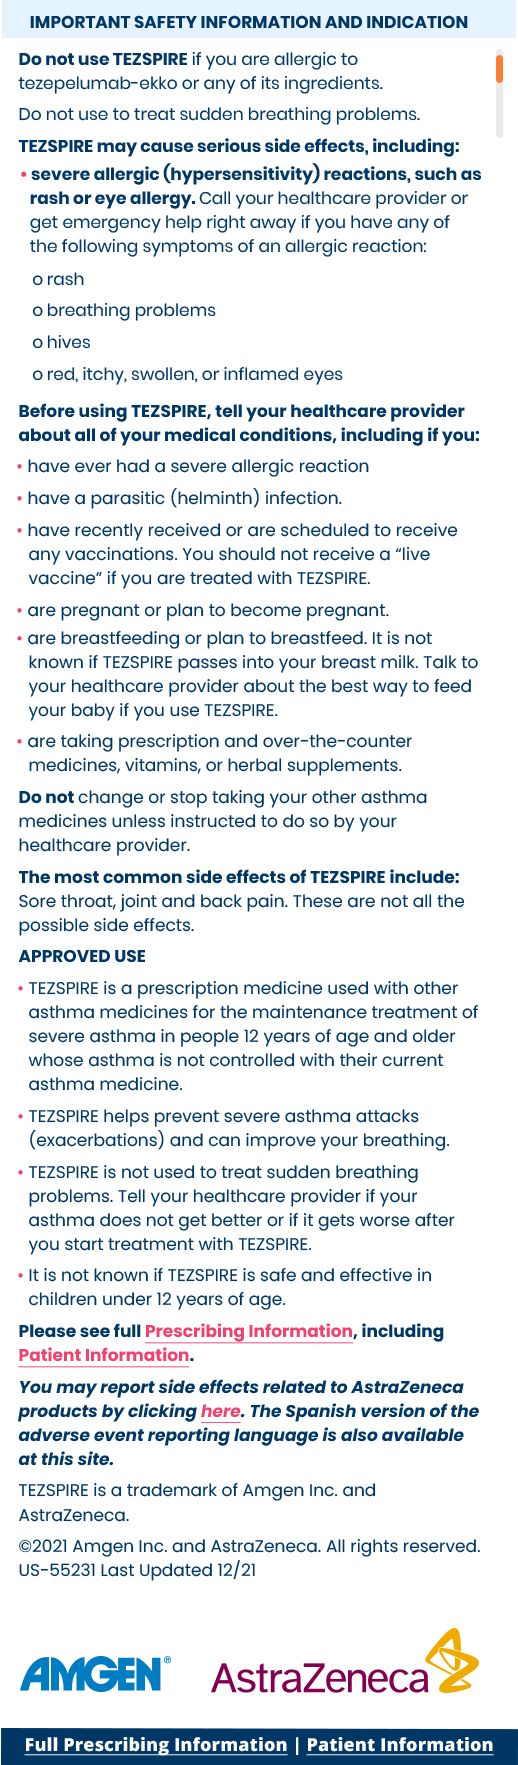 IMPORTANT SAFETY INFORMATION AND INDICATION
Do not use TEZSPIRE if you are allergic to
tezepelumab-ekko or any of its ingredients.
Do not use to treat sudden breathing problems.
TEZSPIRE may cause serious side effects, including:
• severe allergic (hypersensitivity) reactions, such as
rash or eye allergy. Call your healthcare provider or
get emergency help right away if you have any of
the following symptoms of an allergic reaction:
o rash
o breathing problems
o hives
o red, itchy, swollen, or inflamed eyes
Before using TEZSPIRE, tell your healthcare provider
about all of your medical conditions, including if you:
• have ever had a severe allergic reaction
• have a parasitic (helminth) infection.
• have recently received or are scheduled to receive
any vaccinations. You should not receive a “live
vaccine” if you are treated with TEZSPIRE.
• are pregnant or plan to become pregnant.
• are breastfeeding or plan to breastfeed. It is not
known if TEZSPIRE passes into your breast milk. Talk to
your healthcare provider about the best way to feed
your baby if you use TEZSPIRE.
• are taking prescription and over-the-counter
medicines, vitamins, or herbal supplements.
Do not change or stop taking your other asthma
medicines unless instructed to do so by your
healthcare provider.
The most common side effects of TEZSPIRE include:
Sore throat, joint and back pain. These are not all the
possible side effects.
APPROVED USE
• TEZSPIRE is a prescription medicine used with other
asthma medicines for the maintenance treatment of
severe asthma in people 12 years of age and older
whose asthma is not controlled with their current
asthma medicine.
• TEZSPIRE helps prevent severe asthma attacks
(exacerbations) and can improve your breathing.
• TEZSPIRE is not used to treat sudden breathing
problems. Tell your healthcare provider if your
asthma does not get better or if it gets worse after
you start treatment with TEZSPIRE.
• It is not known if TEZSPIRE is safe and effective in
children under 12 years of age.
Please see full Prescribing Information, including
Patient Information.
You may report side effects related to AstraZeneca
products by clicking here. The Spanish version of the
adverse event reporting language is also available
at this site.
TEZSPIRE is a trademark of Amgen Inc. and
AstraZeneca.
©2021 Amgen Inc. and AstraZeneca. All rights reserved.
US-55231 Last Updated 12/21
AMGEN® AstraZeneca
Full Prescribing Information | Patient Information